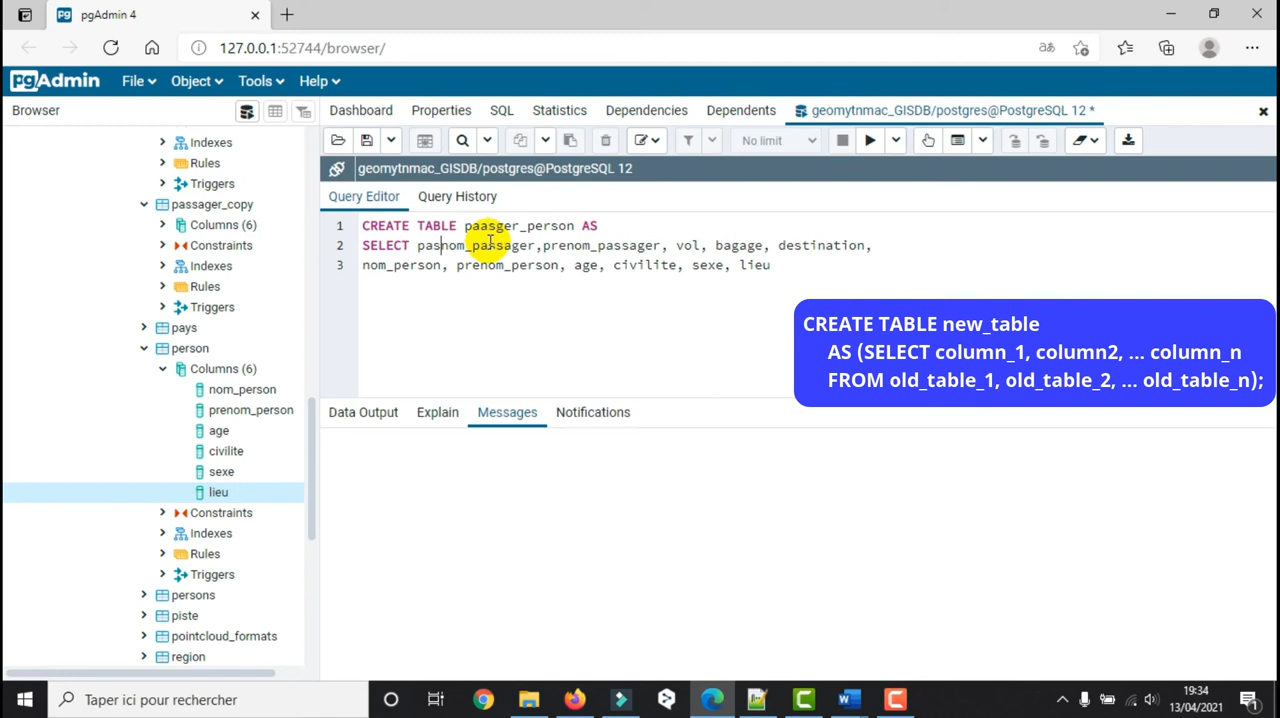 pgAdmin 4
127.0.0.1:52744/browser/
pgAdmin File Object Tools Help
Browser
Dashboard Properties SQL Statistics Dependencies Dependents geomytnmac_GISDB/postgres@PostgreSQL 12 *
No limit
geomytnmac_GISDB/postgres@PostgreSQL 12
Query Editor Query History
Indexes
Rules
Triggers
passager_copy
Columns (6)
Constraints
Indexes
Rules
Triggers
pays
person
Columns (6)
nom_person
prenom_person
age
civilite
sexe
lieu
Constraints
Indexes
Rules
Triggers
persons
piste
pointcloud_formats
region
1 CREATE TABLE paasger_person AS
2 SELECT pasnom_passager,prenom_passager, vol, bagage, destination,
3 nom_person, prenom_person, age, civilite, sexe, lieu
CREATE TABLE new_table
AS (SELECT column_1, column2, ... column_n
FROM old_table_1, old_table_2, ... old_table_n);
Data Output Explain Messages Notifications
Taper ici pour rechercher
19:34
13/04/2021